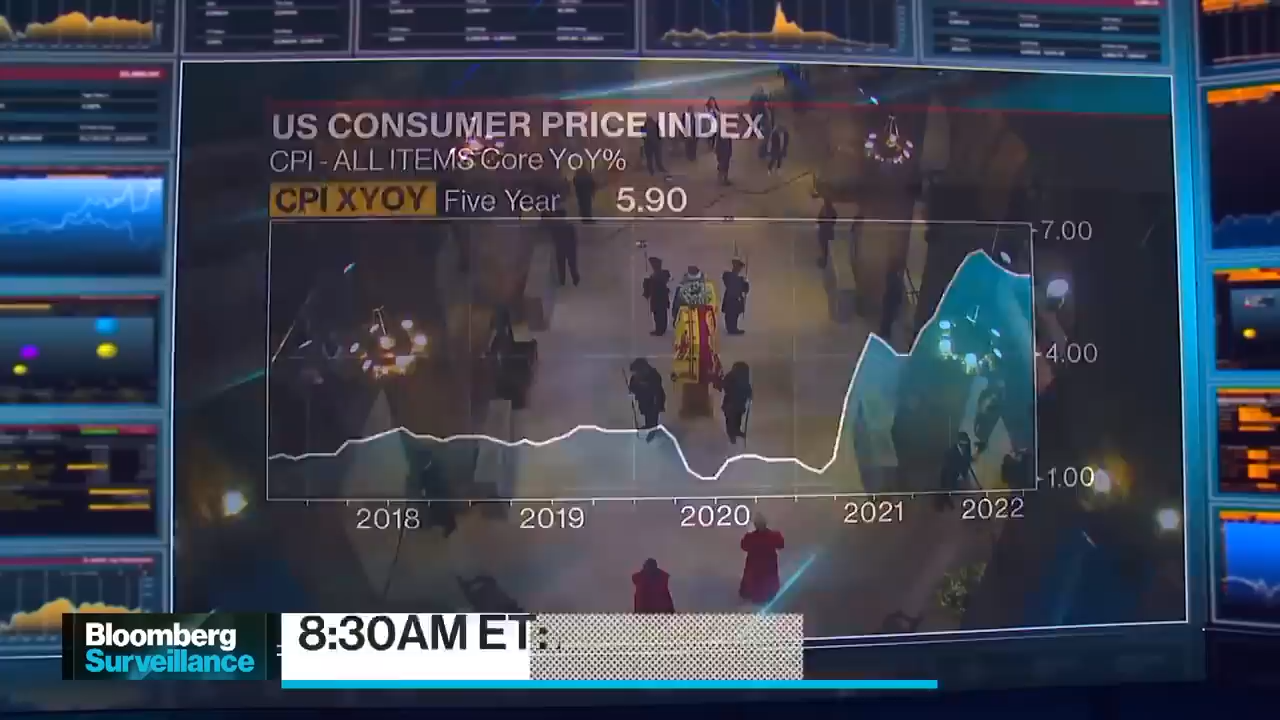 US CONSUMER PRICE INDEX
CPI - ALL ITEMS Core YoY%
CPI XYOY Five Year 5.90
7.00
4.00
1.00
2018 2019 2020 2021 2022
Bloomberg
Surveillance
8:30AM ET: